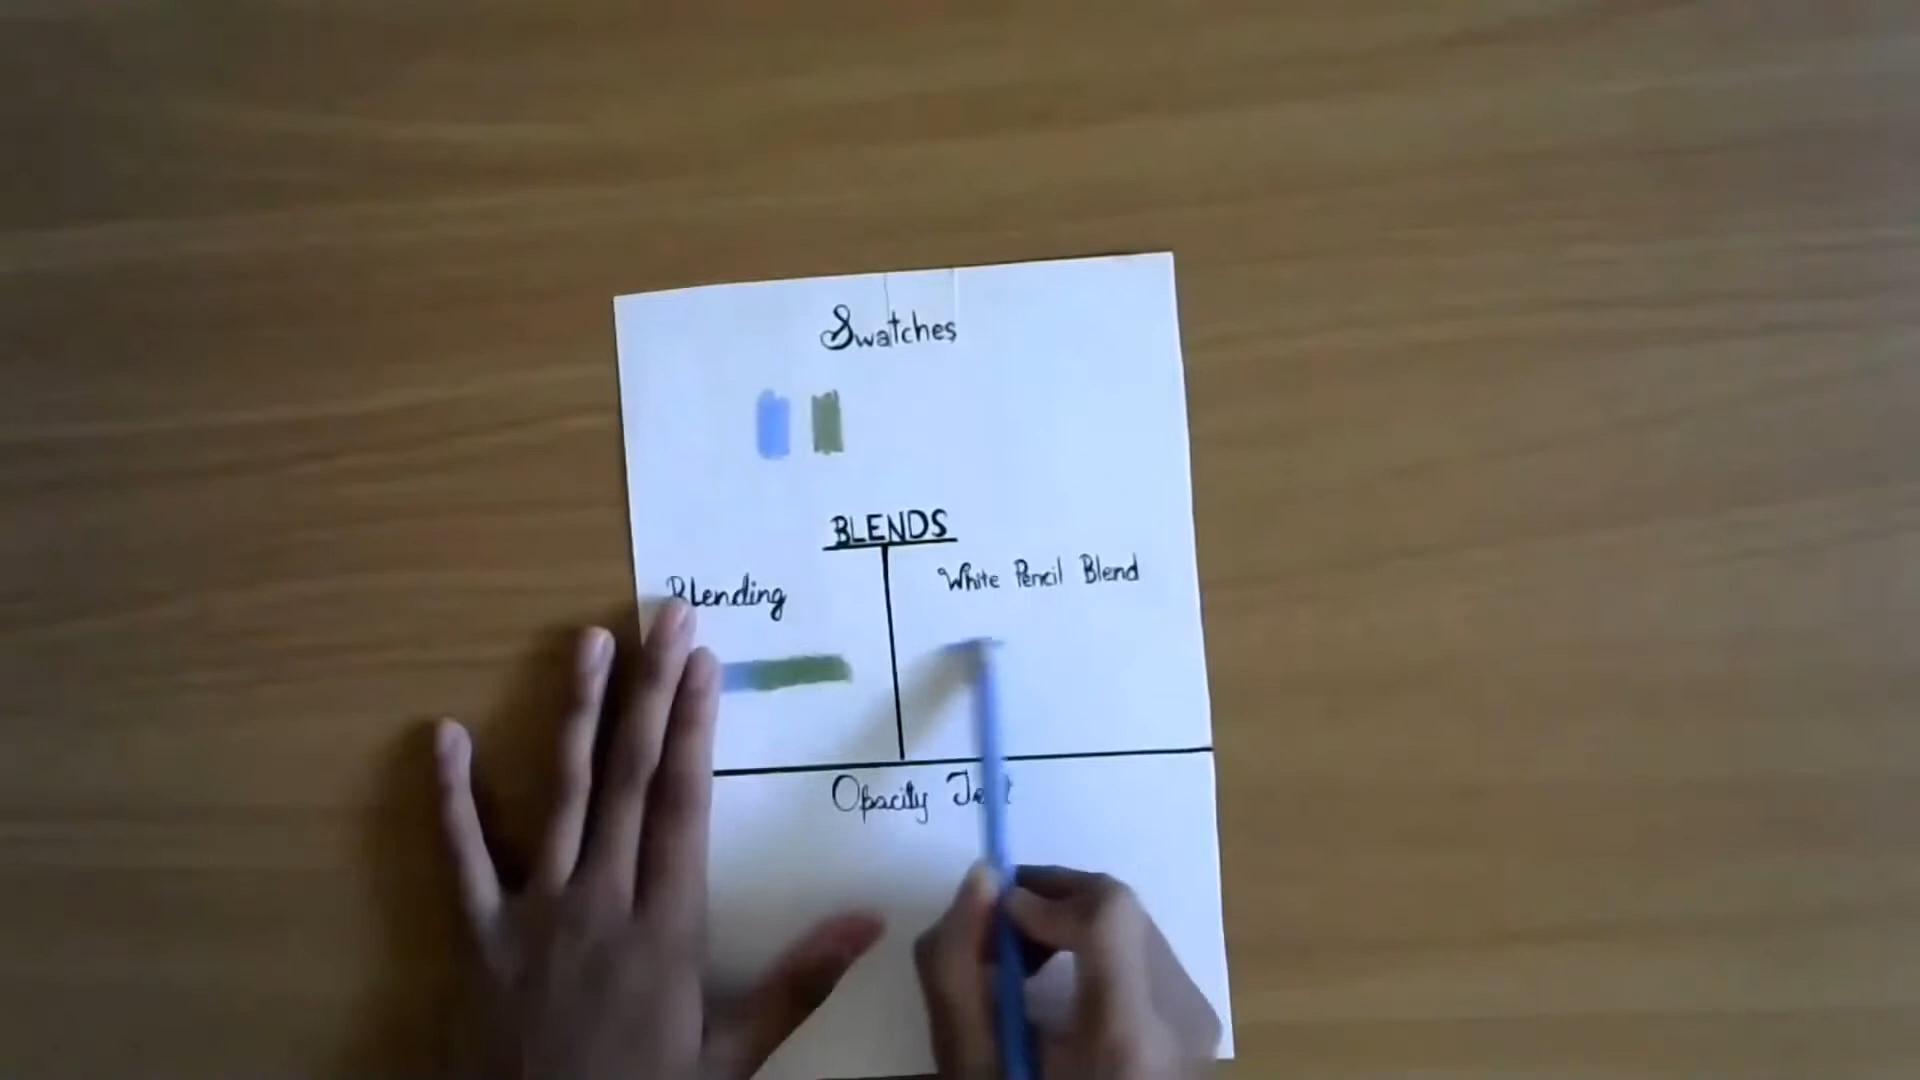 Swatches
BLENDS
Blending
White Pencil Blend
Opacity